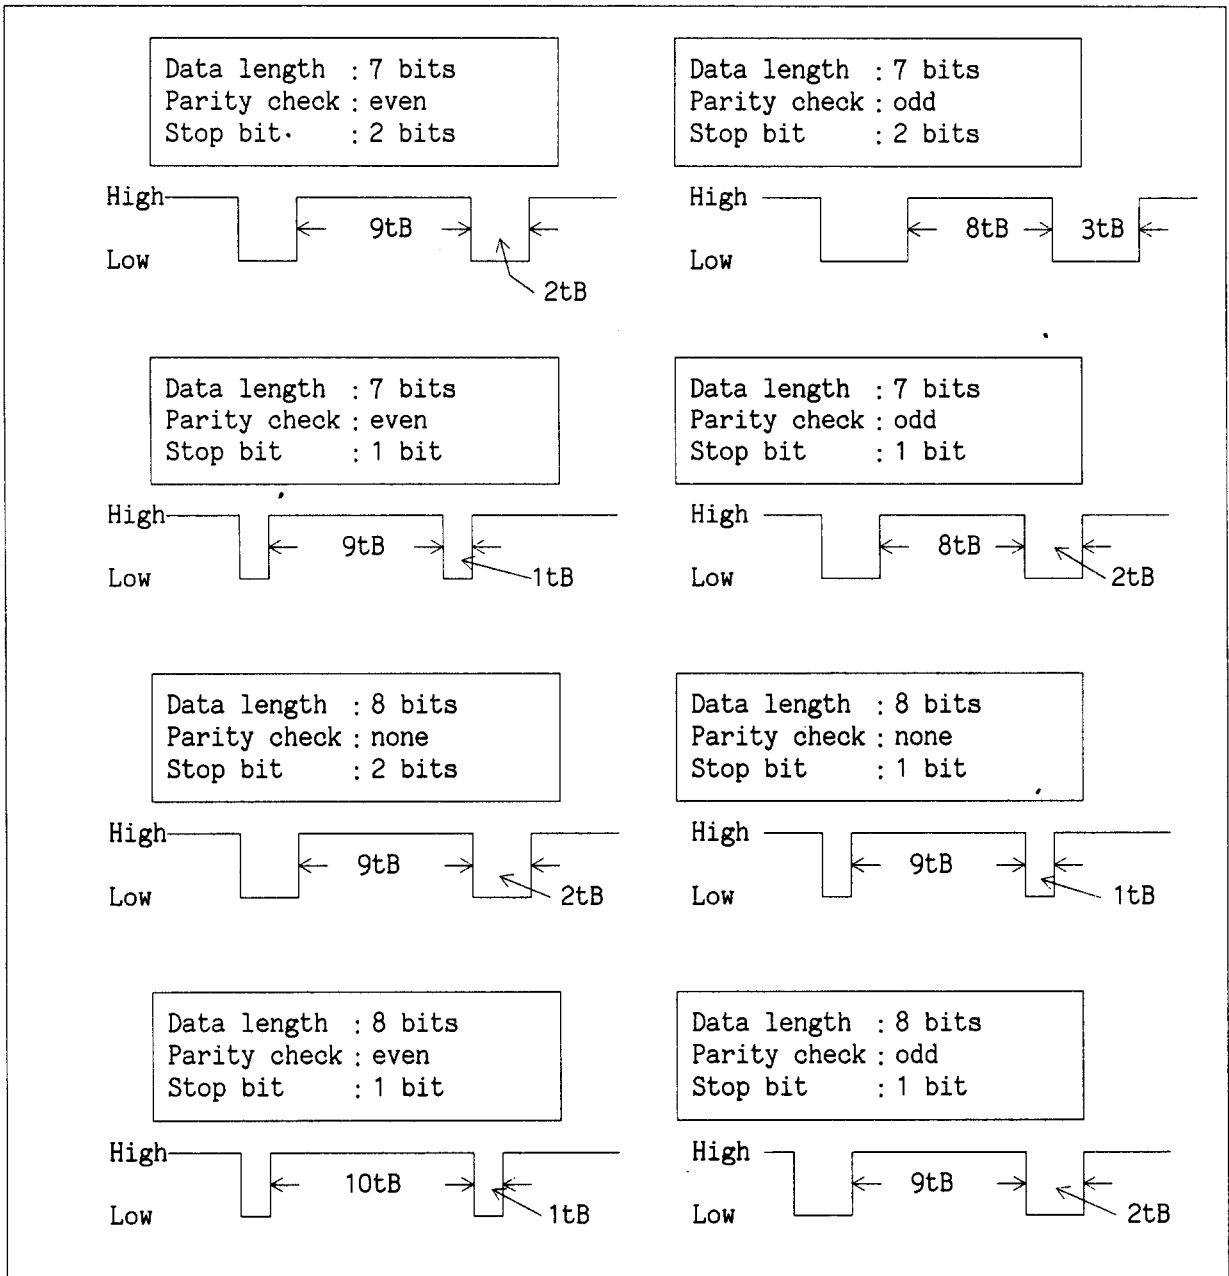 Data length : 7 bits
Parity check : even
Stop bit : 2 bits
High
9tB
Low
2tB
Data length : 7 bits
Parity check : odd
Stop bit : 2 bits
High
8tB
3tB
Low
Data length : 7 bits
Parity check : even
Stop bit : 1 bit
High
9tB
Low
1tB
Data length : 7 bits
Parity check : odd
Stop bit : 1 bit
High
8tB
Low
2tB
Data length : 8 bits
Parity check : none
Stop bit : 2 bits
High
9tB
Low
2tB
Data length : 8 bits
Parity check : none
Stop bit : 1 bit
High
9tB
Low
1tB
Data length : 8 bits
Parity check : even
Stop bit : 1 bit
High
10tB
Low
1tB
Data length : 8 bits
Parity check : odd
Stop bit : 1 bit
High
9tB
Low
2tB